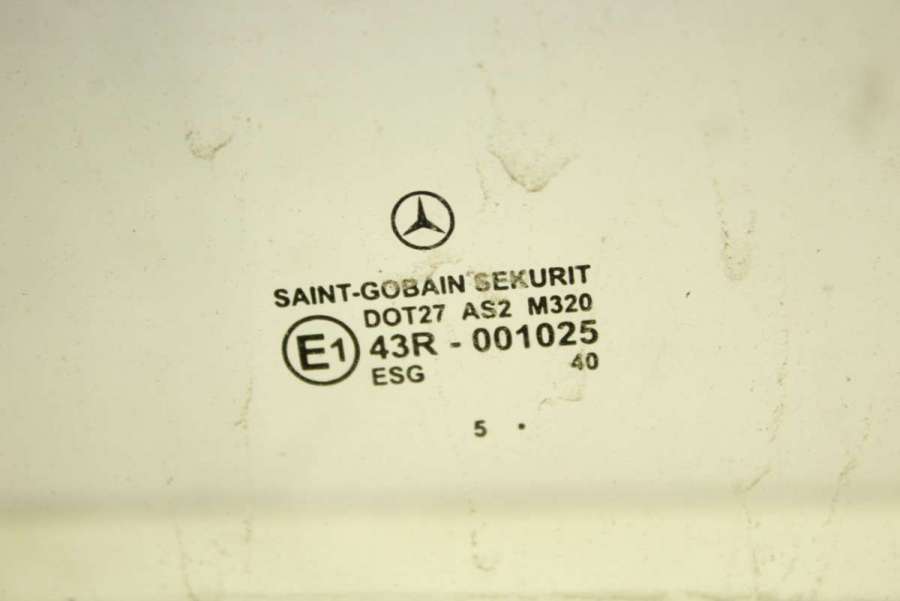 SAINT-GOBAIN SEKURIT
DOT27 AS2 M320
E1 43R - 001025
ESG 40
5 .